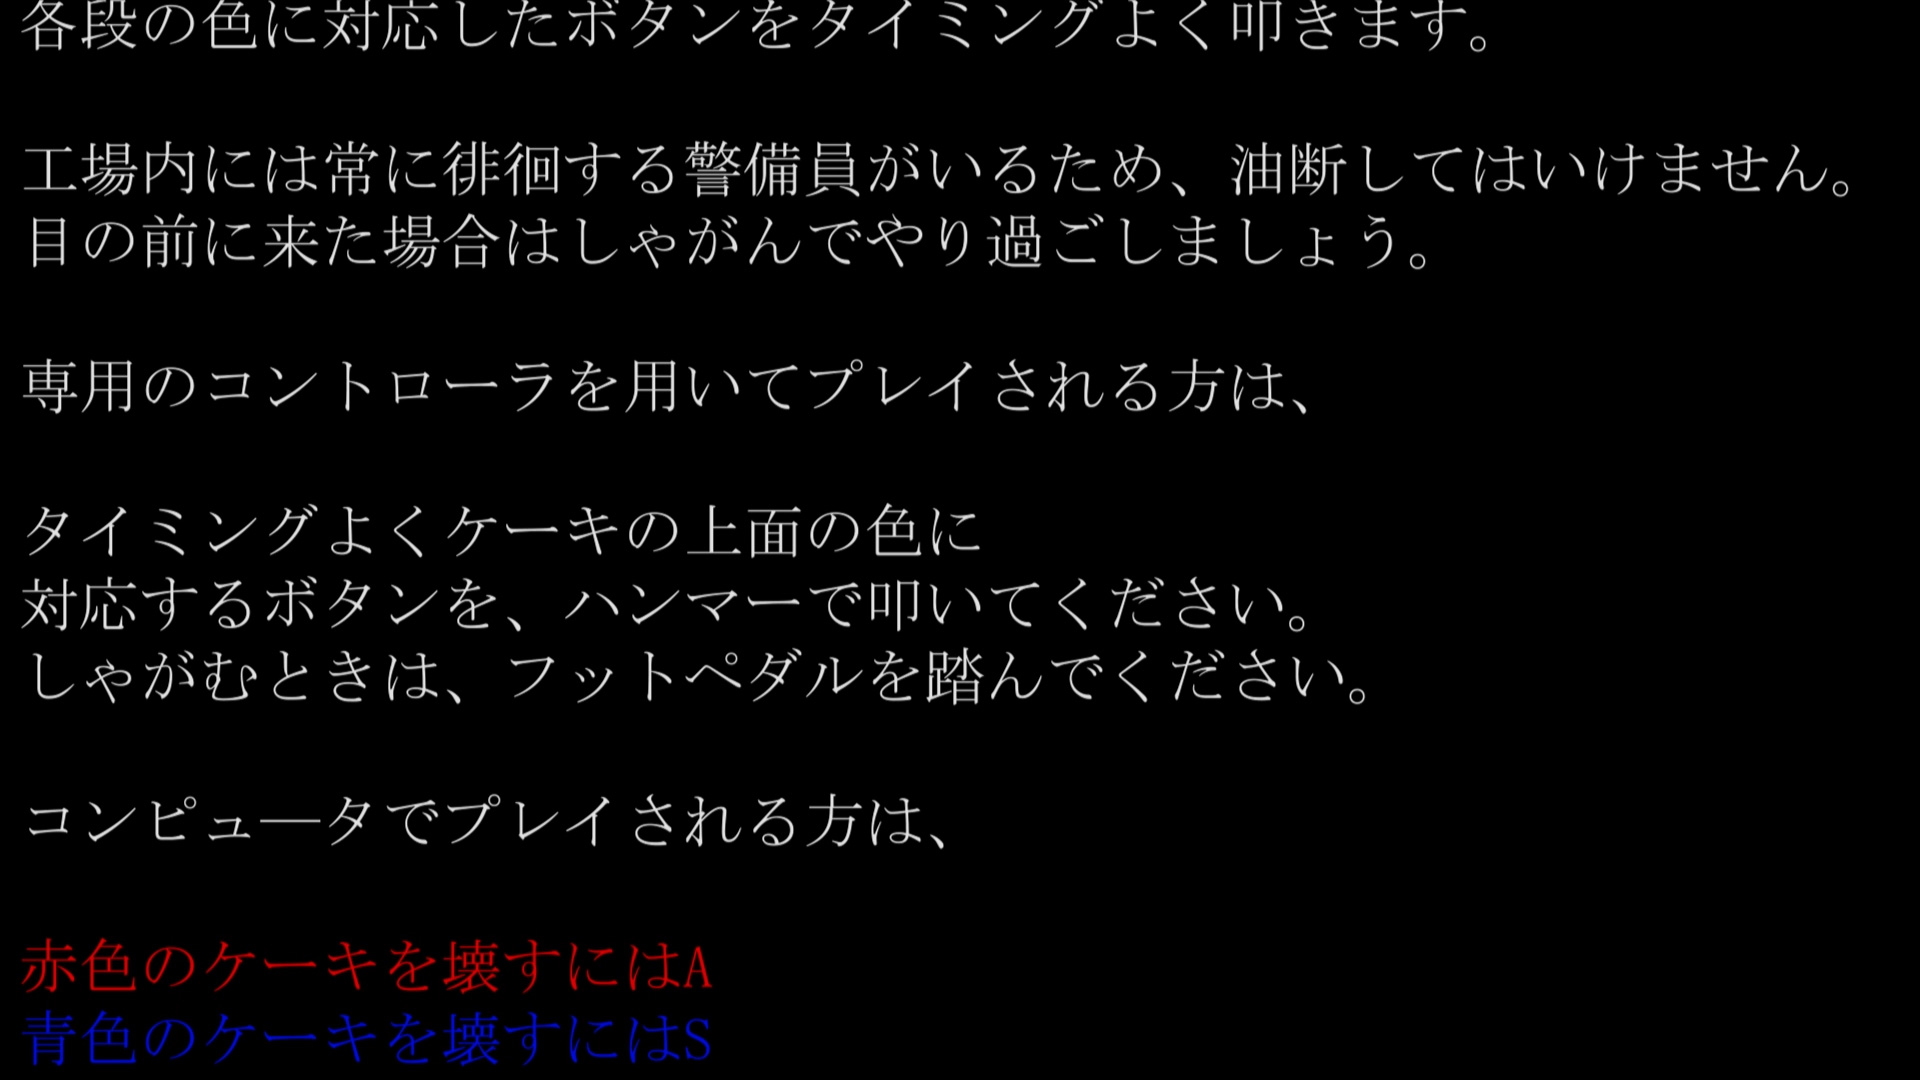 各段の色に対応したボタンをタイミングよく叩きます。
工場内には常に徘徊する警備員がいるため、油断してはいけません。
目の前に来た場合はしゃがんでやり過ごしましょう。
専用のコントローラを用いてプレイされる方は、
タイミングよくケーキの上面の色に
対応するボタンを、ハンマーで叩いてください。
しゃがむときは、フットペダルを踏んでください。
コンピュ―タでプレイされる方は、
赤色のケーキを壊すにはA
青色のケーキを壊すにはS